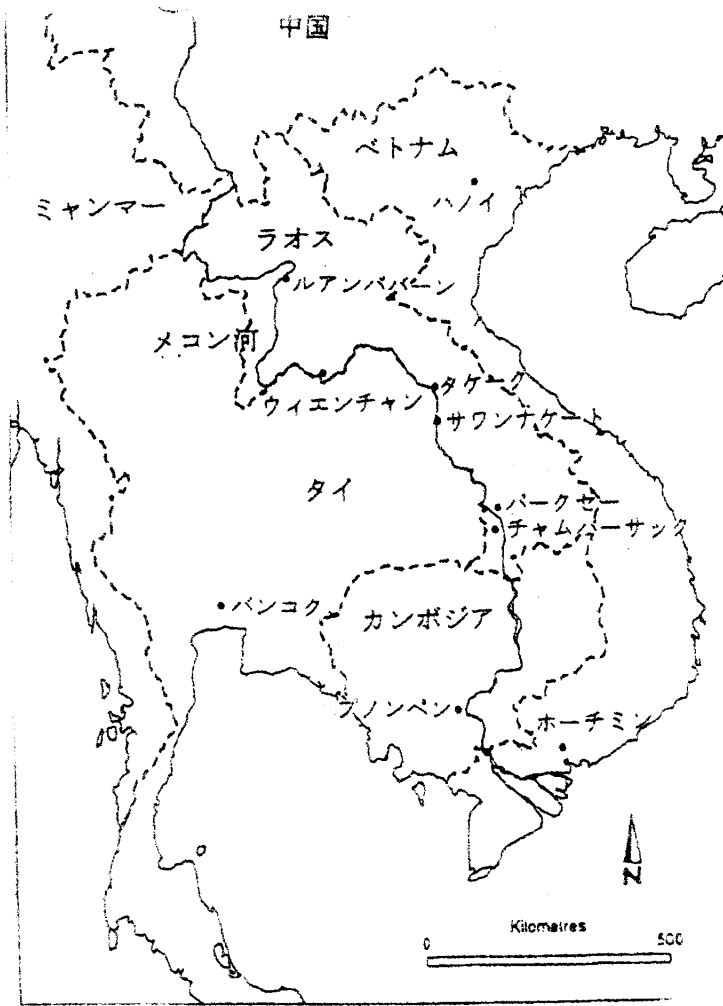 中国
ベトナム
ハノイ
ミャンマー
ラオス
ルアンパバーン
メコン河
ウィエンチャン
タケーク
サワンナケート
タイ
パークセー
チャムパーサック
バンコク
カンボジア
プノンペン
ホーチミン
N
Kilometres
0
500